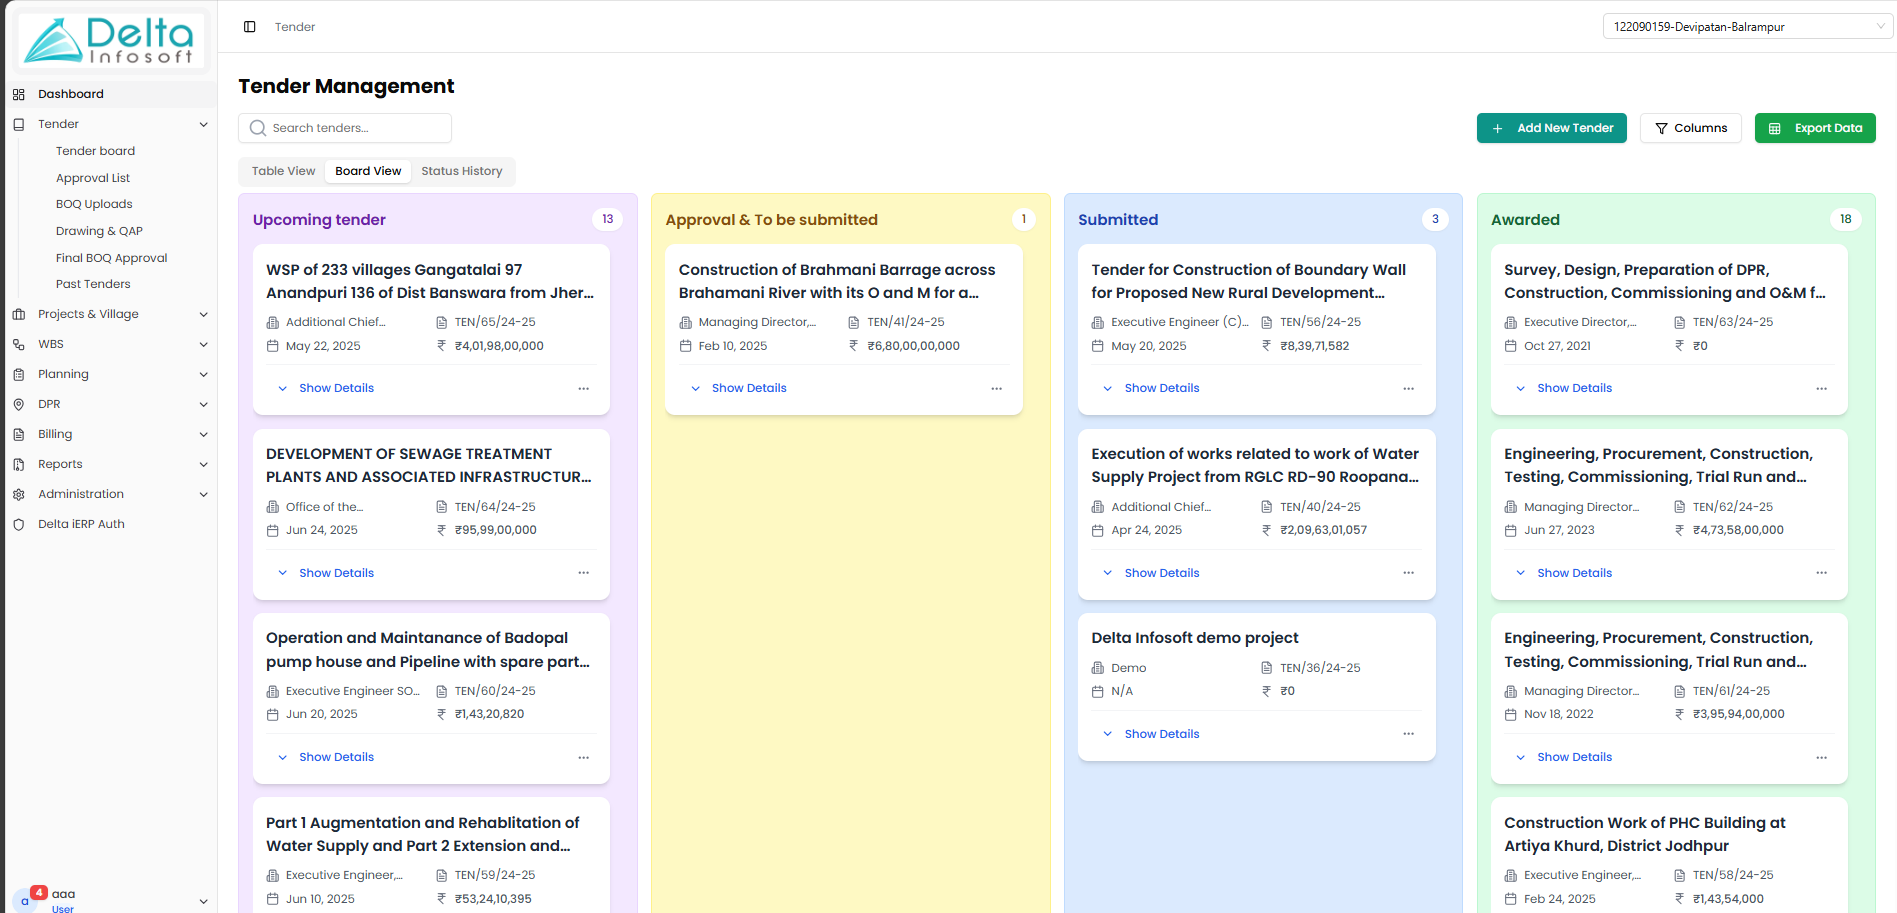 Delta
Infosoft
Tender
122090159-Devipatan-Balrampur
Dashboard
Tender
Tender board
Approval List
BOQ Uploads
Drawing & QAP
Final BOQ Approval
Past Tenders
Projects & Village
WBS
Planning
DPR
Billing
Reports
Administration
Delta iERP Auth
a
4
aaa
User
Tender Management
Search tenders...
Add New Tender
Columns
Export Data
Table View
Board View
Status History
Upcoming tender
13
WSP of 233 villages Gangatalai 97
Anandpuri 136 of Dist Banswara from Jher...
Additional Chief...
TEN/65/24-25
May 22, 2025
₹ ₹4,01,98,00,000
Show Details
...
DEVELOPMENT OF SEWAGE TREATMENT
PLANTS AND ASSOCIATED INFRASTRUCTUR...
Office of the...
TEN/64/24-25
Jun 24, 2025
₹ ₹95,99,00,000
Show Details
...
Operation and Maintanance of Badopal
pump house and Pipeline with spare part...
Executive Engineer SO...
TEN/60/24-25
Jun 20, 2025
₹ ₹1,43,20,820
Show Details
...
Part 1 Augmentation and Rehablitation of
Water Supply and Part 2 Extension and...
Executive Engineer,...
TEN/59/24-25
Jun 10, 2025
₹ ₹53,24,10,395
Approval & To be submitted
1
Construction of Brahmani Barrage across
Brahamani River with its O and M for a...
Managing Director,...
TEN/41/24-25
Feb 10, 2025
₹ ₹6,80,00,00,000
Show Details
...
Submitted
3
Tender for Construction of Boundary Wall
for Proposed New Rural Development...
Executive Engineer (C)...
TEN/56/24-25
May 20, 2025
₹ ₹8,39,71,582
Show Details
...
Execution of works related to work of Water
Supply Project from RGLC RD-90 Roopana...
Additional Chief...
TEN/40/24-25
Apr 24, 2025
₹ ₹2,09,63,01,057
Show Details
...
Delta Infosoft demo project
Demo
TEN/36/24-25
N/A
₹ ₹0
Show Details
...
Awarded
18
Survey, Design, Preparation of DPR,
Construction, Commissioning and O&M f...
Executive Director,...
TEN/63/24-25
Oct 27, 2021
₹ ₹0
Show Details
...
Engineering, Procurement, Construction,
Testing, Commissioning, Trial Run and...
Managing Director...
TEN/62/24-25
Jun 27, 2023
₹ ₹4,73,58,00,000
Show Details
...
Engineering, Procurement, Construction,
Testing, Commissioning, Trial Run and...
Managing Director...
TEN/61/24-25
Nov 18, 2022
₹ ₹3,95,94,00,000
Show Details
...
Construction Work of PHC Building at
Artiya Khurd, District Jodhpur
Executive Engineer,...
TEN/58/24-25
Feb 24, 2025
₹ ₹1,43,54,000